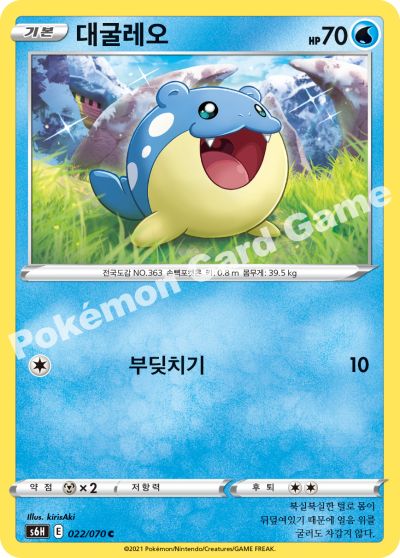 기본 대굴레오 HP70
전국도감 NO.363 손뼉포켓몬 키: 0.8 m 몸무게: 39.5 kg
Pokémon Card Game
부딪치기 10
약점 ×2 저항력 후퇴
Illus. kirisAki
북실북실한 털로 몸이
뒤덮여있기 때문에 얼음 위를
굴러도 차갑지 않다.
S6H E 022/070 C
©2021 Pokémon/Nintendo/Creatures/GAME FREAK.